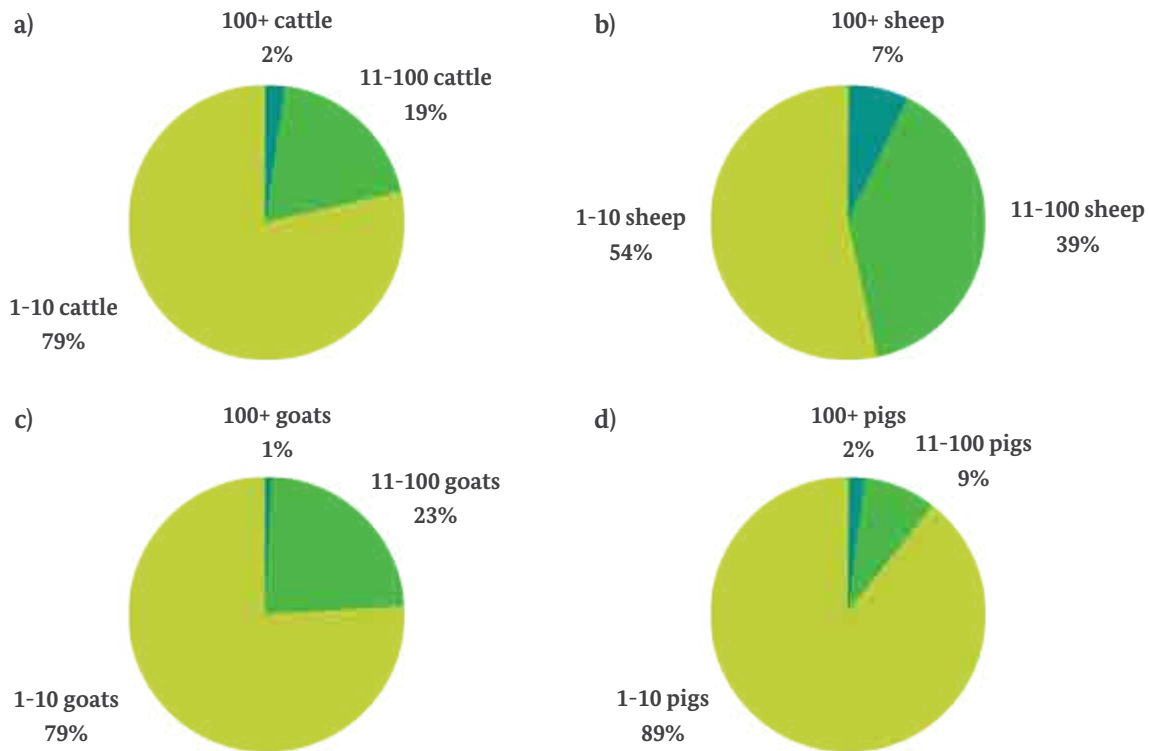 a)
100+ cattle
2%
11-100 cattle
19%
1-10 cattle
79%
b)
100+ sheep
7%
11-100 sheep
39%
1-10 sheep
54%
c)
100+ goats
1%
11-100 goats
23%
1-10 goats
79%
d)
100+ pigs
2%
11-100 pigs
9%
1-10 pigs
89%